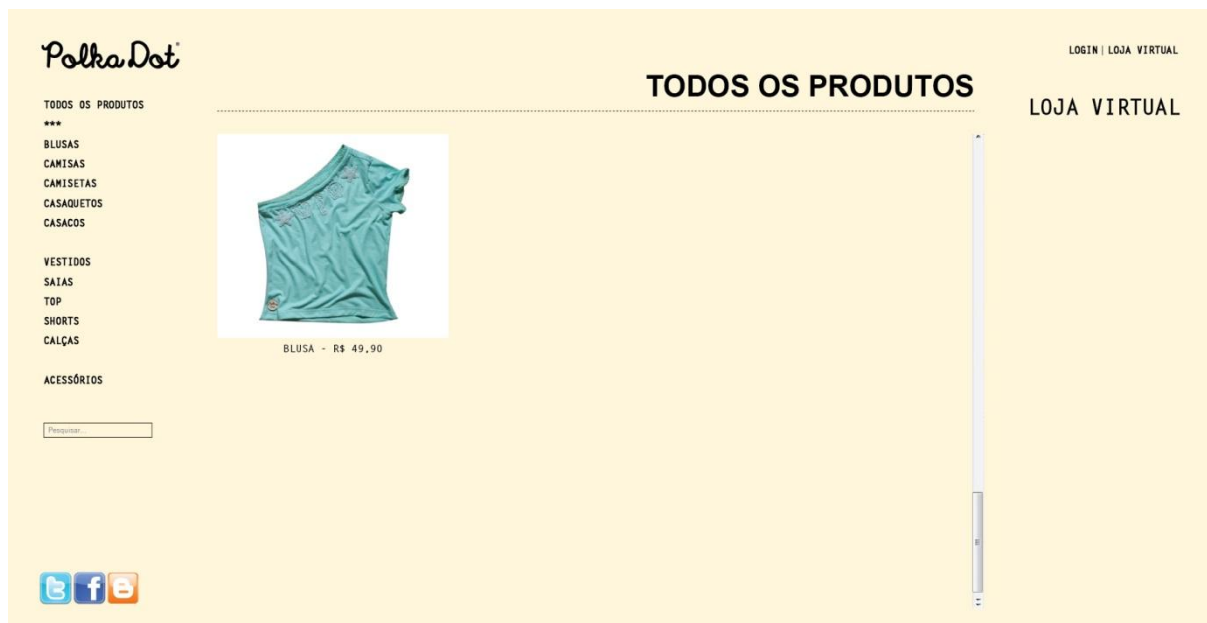 Polka Dot
LOGIN | LOJA VIRTUAL
TODOS OS PRODUTOS
LOJA VIRTUAL
TODOS OS PRODUTOS
***
BLUSAS
CAMISAS
CAMISETAS
CASAQUETOS
CASACOS
VESTIDOS
SAIAS
TOP
SHORTS
CALÇAS
ACESSÓRIOS
Pesquisar...
BLUSA - R$ 49,90